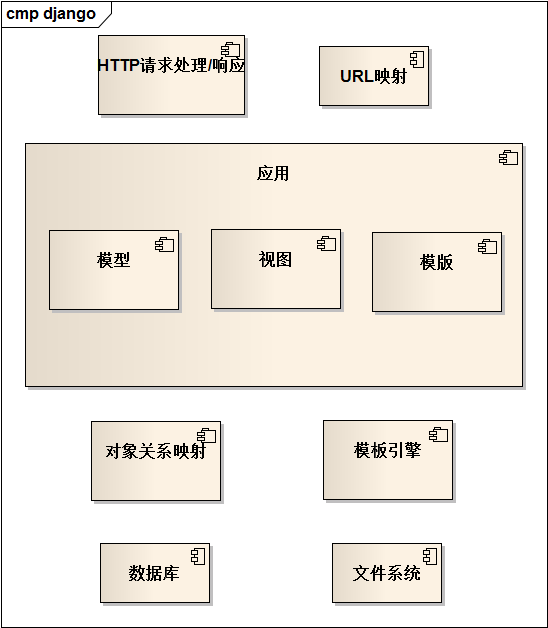 cmp django
HTTP请求处理/响应
URL映射
应用
模型
视图
模版
对象关系映射
模板引擎
数据库
文件系统